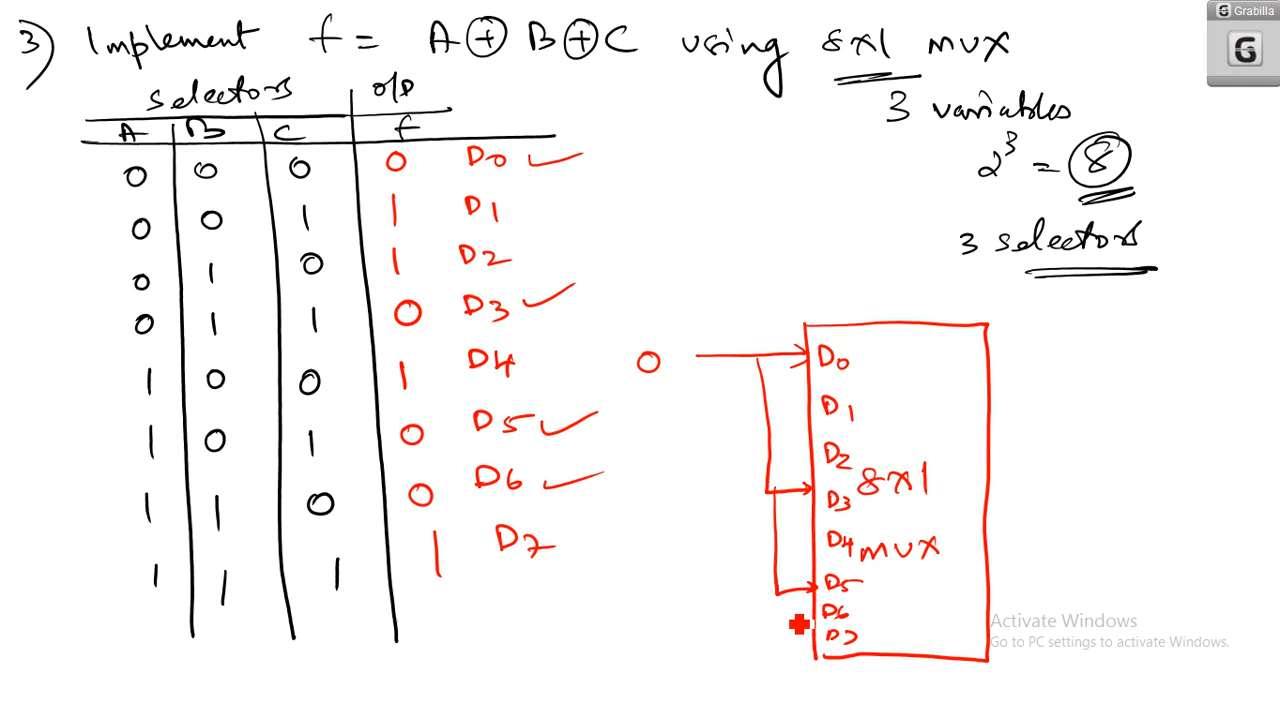 3) Implement f = A ⊕ B ⊕ C using 8x1 mux
selectors o/p
A B C f
0 0 0 0 D0 ✓
0 0 1 1 D1
0 1 0 1 D2
0 1 1 0 D3 ✓
1 0 0 1 D4
1 0 1 0 D5 ✓
1 1 0 0 D6 ✓
1 1 1 1 D7
3 variables
2³ = 8
3 selectors
0
D0
D1
D2
D3
D4
D5
D6
D7
8x1
mux
Grabilla
G
Activate Windows
Go to PC settings to activate Windows.